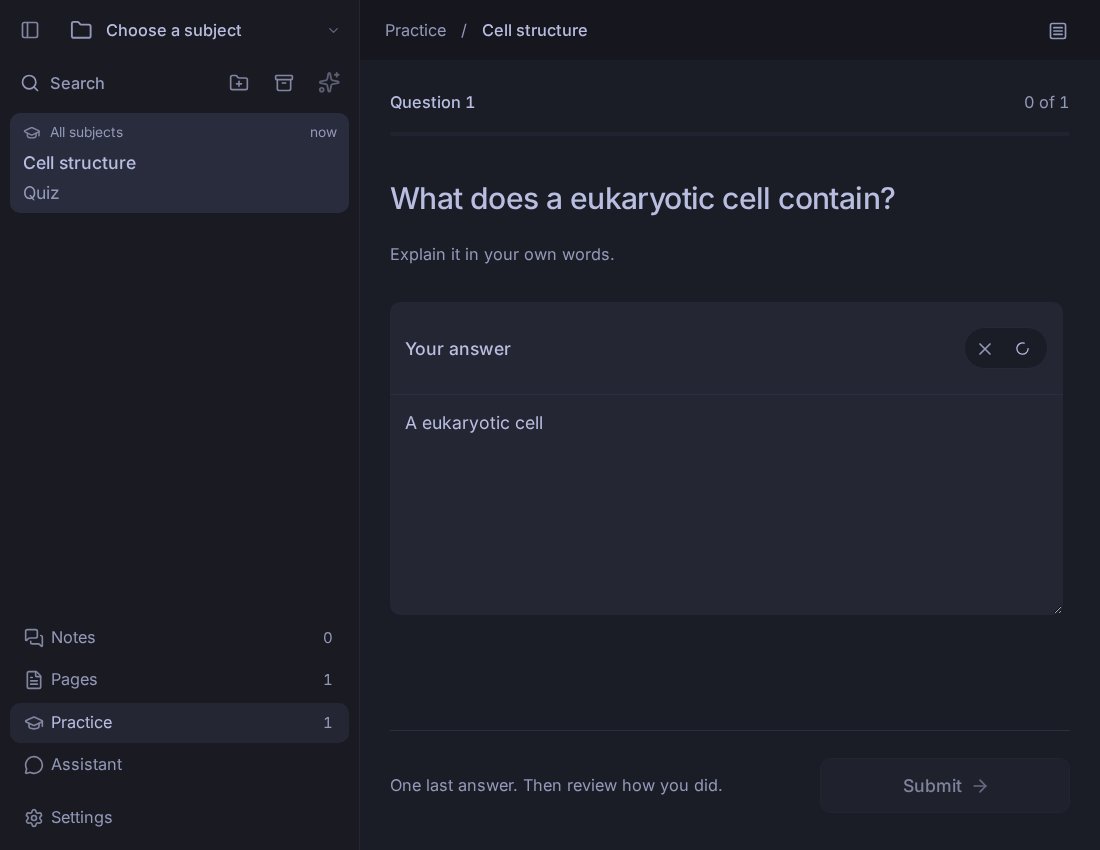 Choose a subject
Search
All subjects
now
Cell structure
Quiz
Notes
0
Pages
1
Practice
1
Assistant
Settings
Practice / Cell structure
Question 1
0 of 1
What does a eukaryotic cell contain?
Explain it in your own words.
Your answer
A eukaryotic cell
One last answer. Then review how you did.
Submit